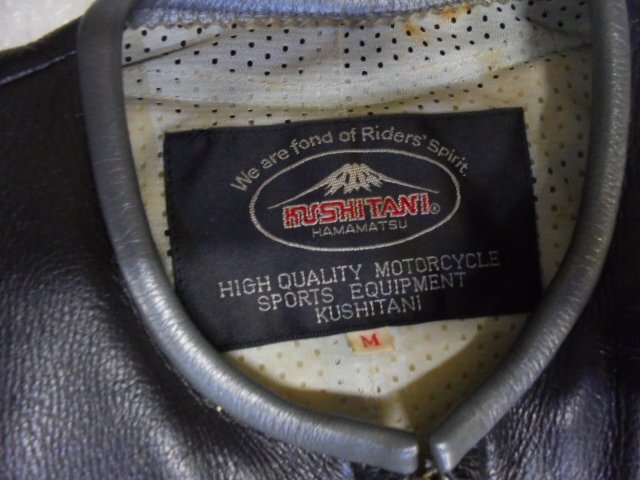 We are fond of Riders' Spirit.
KUSHITANI®
HAMAMATSU
HIGH QUALITY MOTORCYCLE
SPORTS EQUIPMENT
KUSHITANI
M